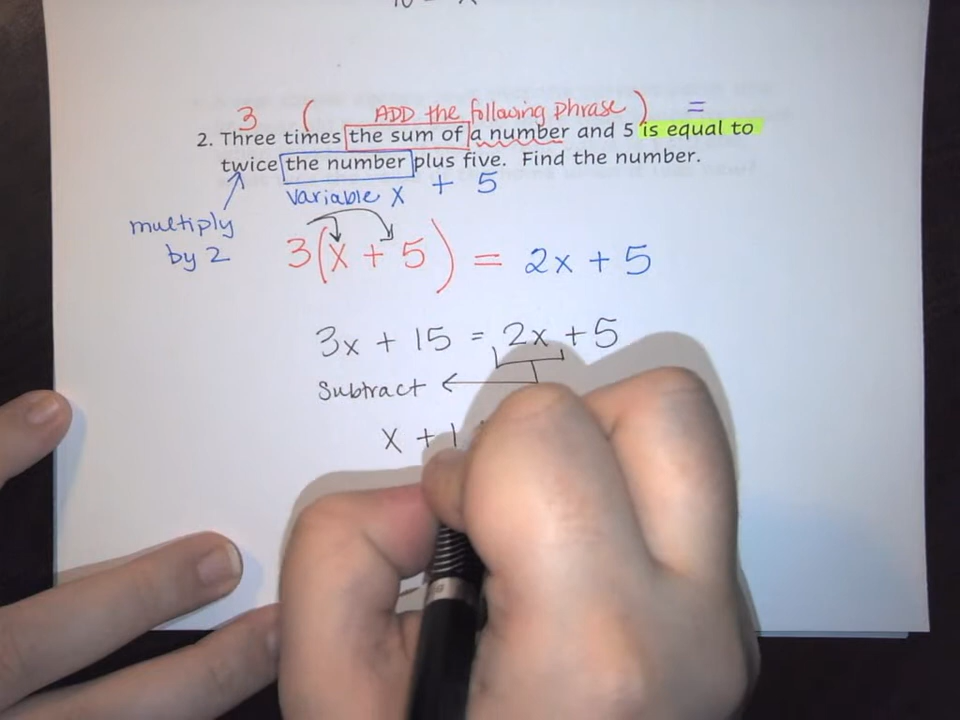 3 ( ADD the following phrase ) =
2. Three times the sum of a number and 5 is equal to
twice the number plus five. Find the number.
variable x + 5
multiply
by 2
3(x + 5) = 2x + 5
3x + 15 = 2x + 5
Subtract
x + 1